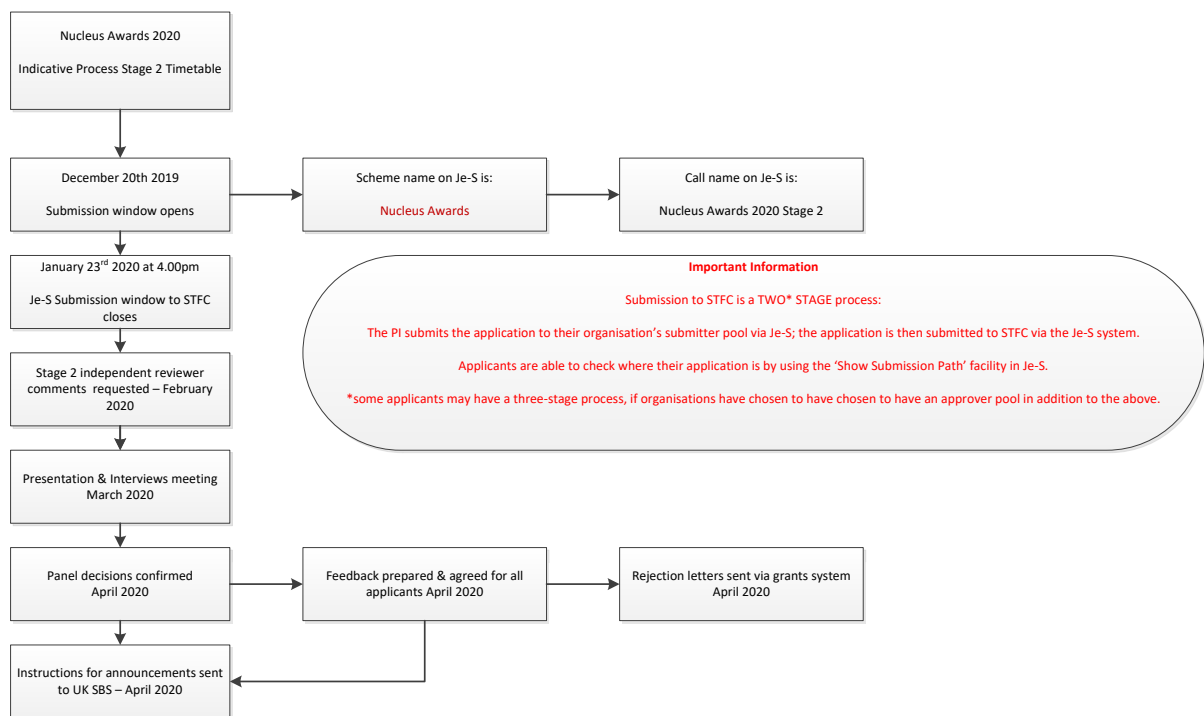 Nucleus Awards 2020
Indicative Process Stage 2 Timetable
December 20th 2019
Submission window opens
Scheme name on Je-S is:
Nucleus Awards
Call name on Je-S is:
Nucleus Awards 2020 Stage 2
January 23rd 2020 at 4.00pm
Je-S Submission window to STFC
closes
Important Information
Submission to STFC is a TWO* STAGE process:
The PI submits the application to their organisation's submitter pool via Je-S; the application is then submitted to STFC via the Je-S system.
Applicants are able to check where their application is by using the ‘Show Submission Path’ facility in Je-S.
*some applicants may have a three-stage process, if organisations have chosen to have chosen to have an approver pool in addition to the above.
Stage 2 independent reviewer
comments requested – February
2020
Presentation & Interviews meeting
March 2020
Panel decisions confirmed
April 2020
Feedback prepared & agreed for all
applicants April 2020
Rejection letters sent via grants system
April 2020
Instructions for announcements sent
to UK SBS – April 2020